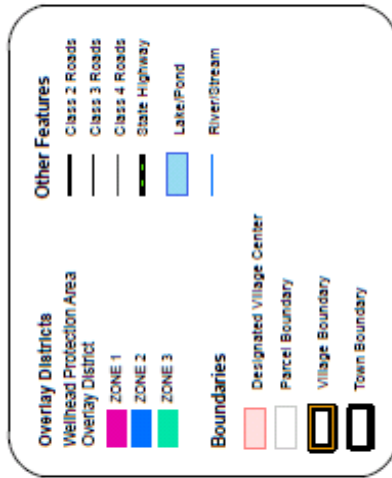 Overlay Districts
Wellhead Protection Area
Overlay District
ZONE 1
ZONE 2
ZONE 3
Boundaries
Designated Village Center
Parcel Boundary
Village Boundary
Town Boundary
Other Features
Class 2 Roads
Class 3 Roads
Class 4 Roads
State Highway
Lake/Pond
River/Stream